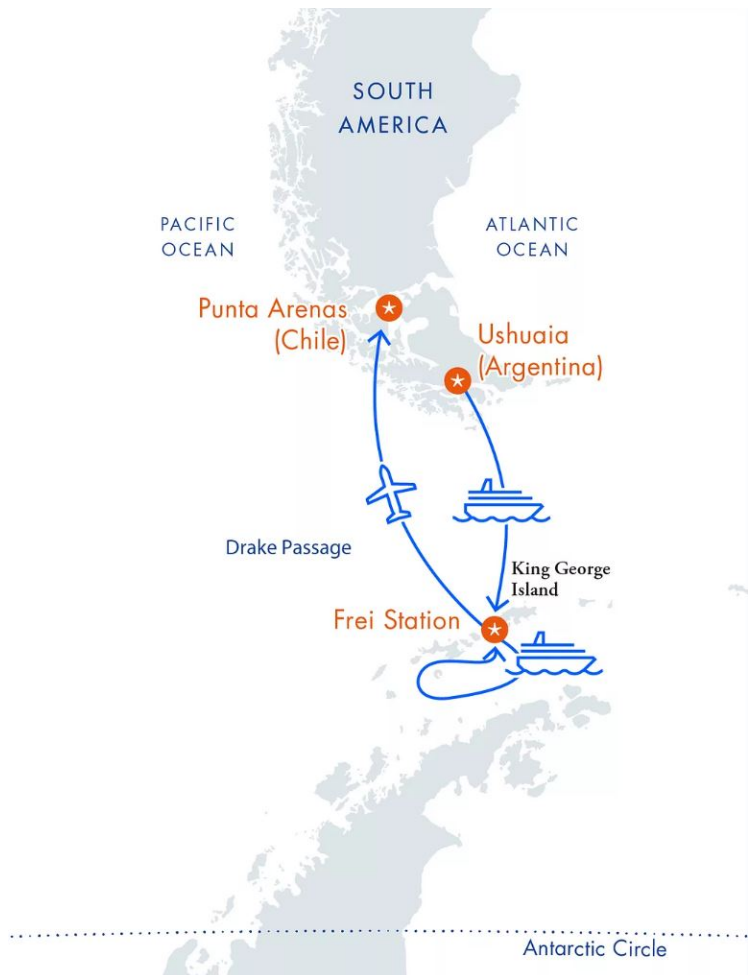 SOUTH
AMERICA
PACIFIC
OCEAN
ATLANTIC
OCEAN
Punta Arenas
(Chile)
Ushuaia
(Argentina)
Drake Passage
King George
Island
Frei Station
Antarctic Circle